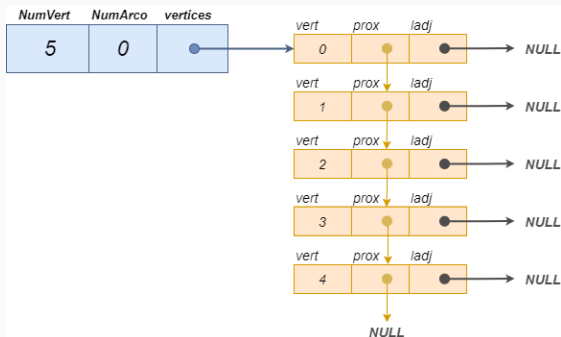 NumVert NumArco vertices
5 0
vert prox ladj
0 NULL
vert prox ladj
1 NULL
vert prox ladj
2 NULL
vert prox ladj
3 NULL
vert prox ladj
4 NULL
NULL